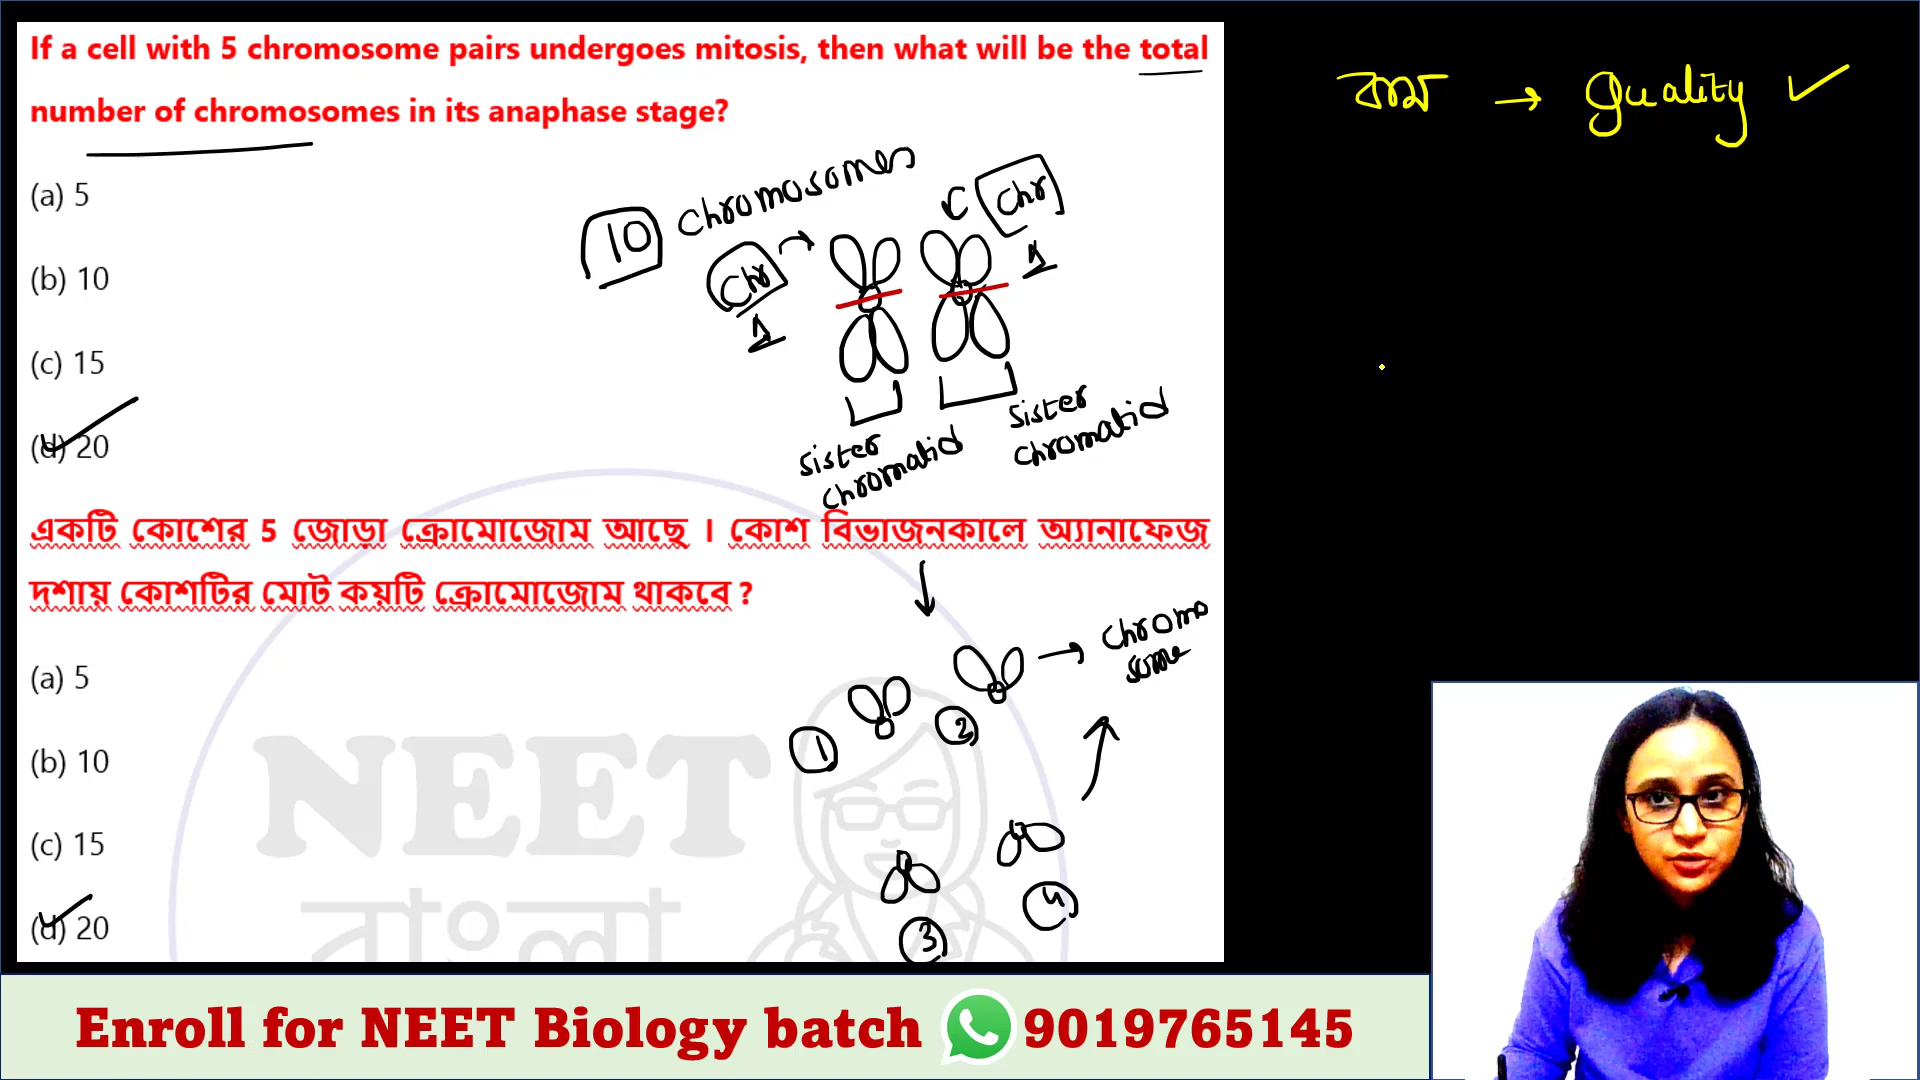 If a cell with 5 chromosome pairs undergoes mitosis, then what will be the total
number of chromosomes in its anaphase stage?
(a) 5
(b) 10
(c) 15
(d) 20
10 chromosomes
Chr
1
Chr
1
sister
chromatid
sister
chromatid
একটি কোশের 5 জোড়া ক্রোমোজোম আছে । কোশ বিভাজনকালে অ্যানাফেজ
দশায় কোশটির মোট কয়টি ক্রোমোজোম থাকবে ?
(a) 5
(b) 10
(c) 15
(d) 20
1
2
3
4
chromo
some
NEET
বাংলা
→ quality ✓
Enroll for NEET Biology batch 9019765145